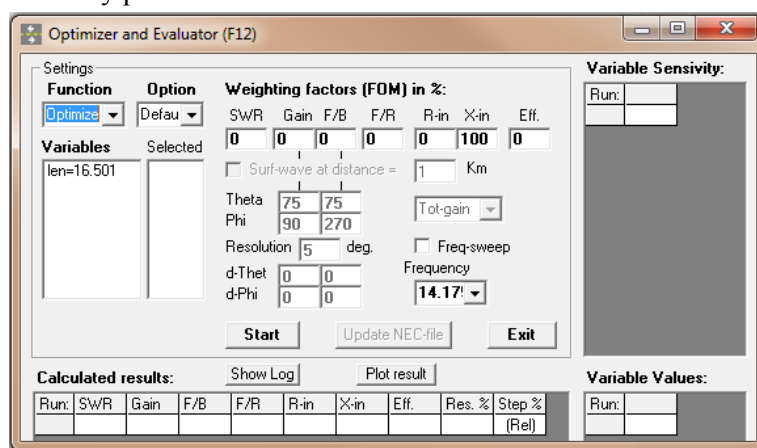 Optimizer and Evaluator (F12)
Settings
Function Option Weighting factors (FOM) in %:
SWR Gain F/B F/R R-in X-in Eff.
Optimize Defau 0 0 0 0 0 100 0
Variables Selected
len=16.501
Surf-wave at distance = 1 Km
Theta 75 75
Tot-gain
Phi 90 270
Resolution 5 deg. Freq-sweep
d-Thet 0 0 Frequency
d-Phi 0 0 14.17
Start Update NEC-file Exit
Variable Sensivity:
Run:
Calculated results: Show Log Plot result
Run: SWR Gain F/B F/R R-in X-in Eff. Res. % Step %
(Rel)
Variable Values:
Run: